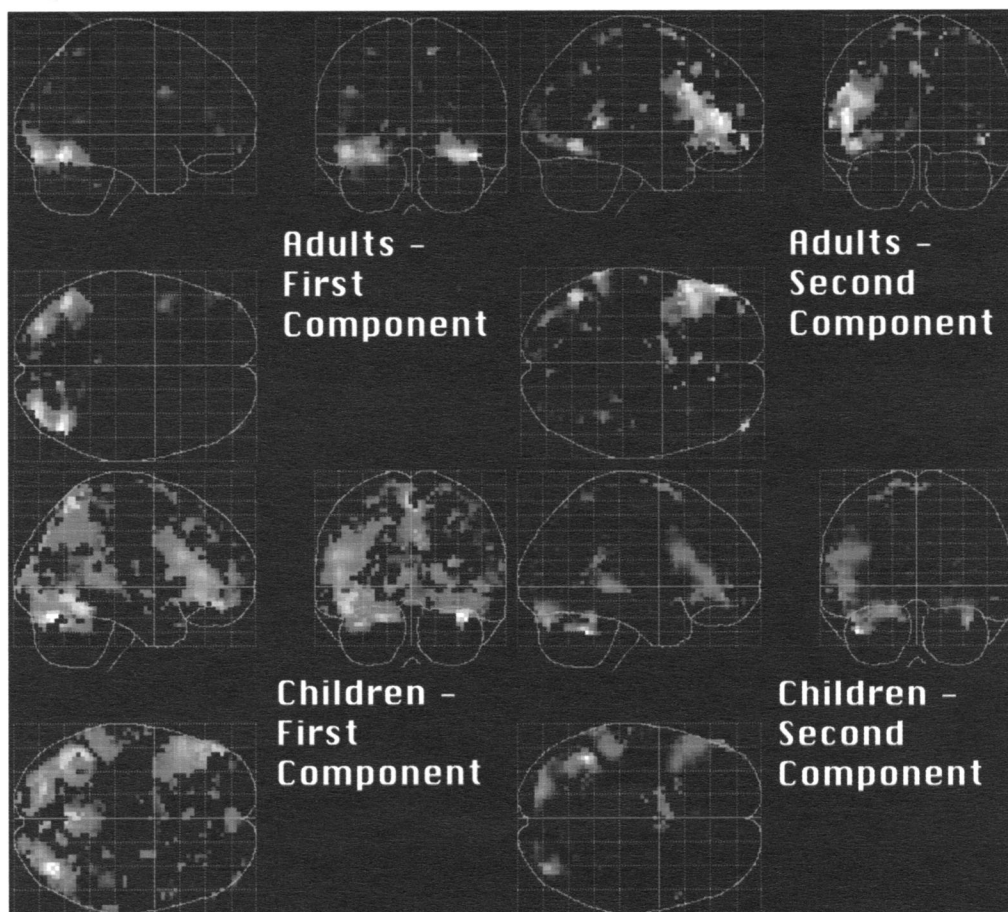 Adults –
First
Component
Adults –
Second
Component
Children –
First
Component
Children –
Second
Component